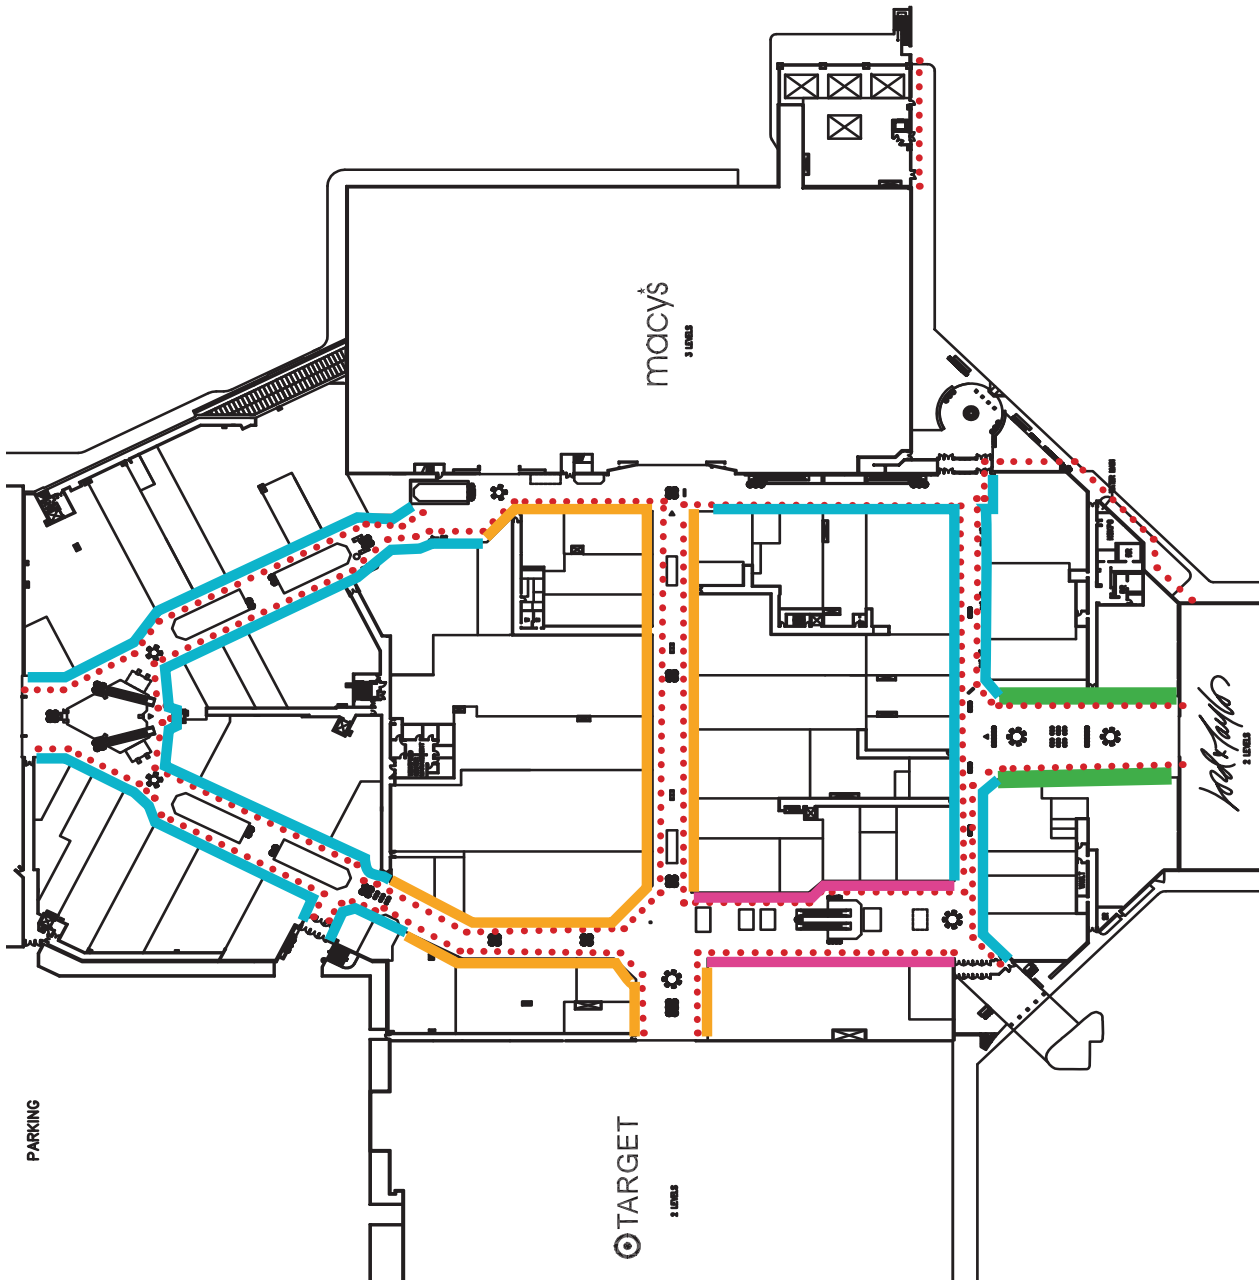 macy's
3 LEVELS
Lord & Taylor
2 LEVELS
PARKING
TARGET
2 LEVELS